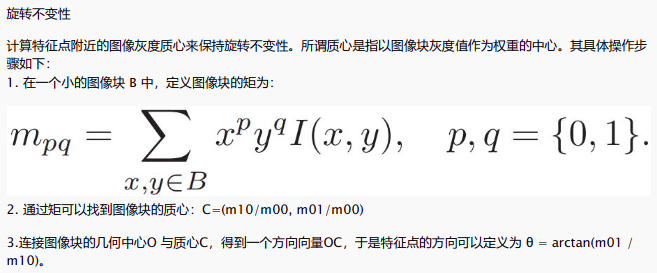 旋转不变性
计算特征点附近的图像灰度质心来保持旋转不变性。所谓质心是指以图像块灰度值作为权重的中心。其具体操作步
骤如下：
1. 在一个小的图像块 B 中，定义图像块的矩为：
m_{pq} = \sum_{x,y \in B} x^p y^q I(x, y), \quad p, q = \{0, 1\}.
2. 通过矩可以找到图像块的质心：C=(m10/m00, m01/m00)
3.连接图像块的几何中心O 与质心C，得到一个方向向量OC，于是特征点的方向可以定义为 θ = arctan(m01 /
m10)。